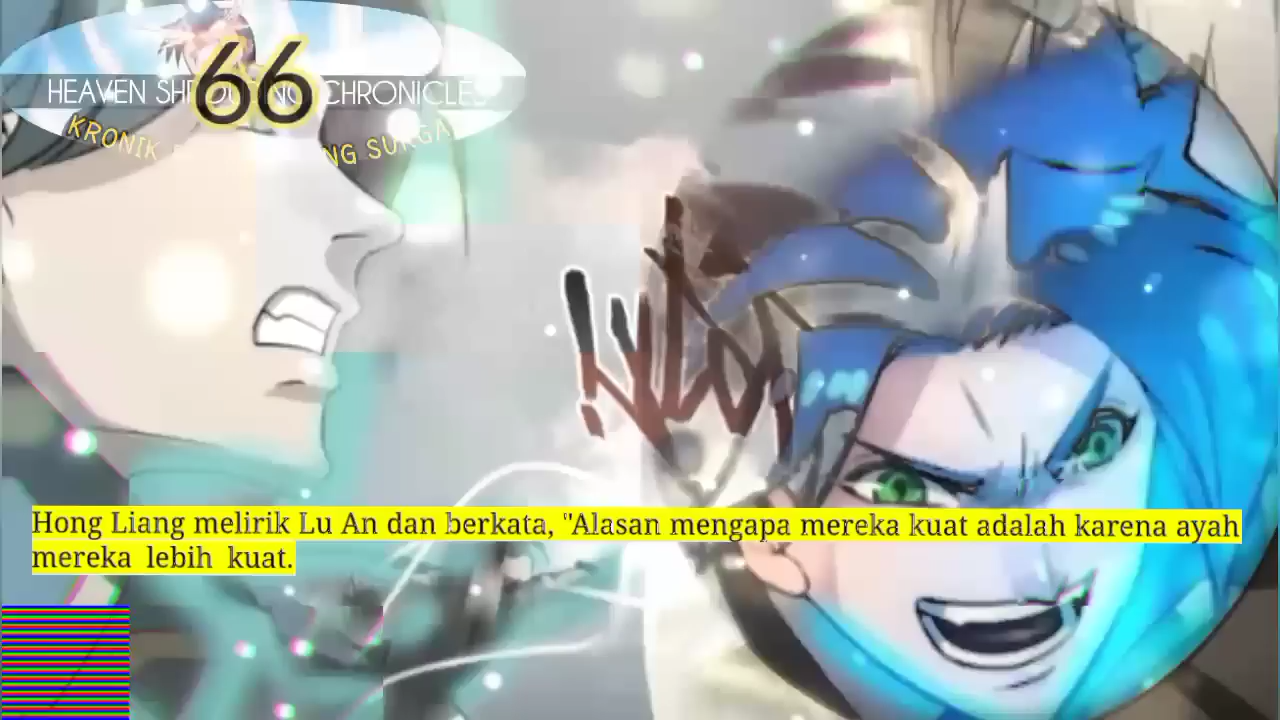 66
HEAVEN CHRONICLES
KRONIK NG SURGA
Hong Liang melirik Lu An dan berkata, "Alasan mengapa mereka kuat adalah karena ayah
mereka lebih kuat.